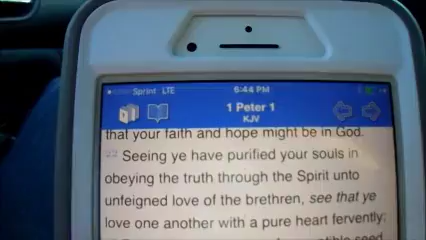 Sprint LTE 6:44 PM
1 Peter 1
KJV
that your faith and hope might be in God.
22 Seeing ye have purified your souls in
obeying the truth through the Spirit unto
unfeigned love of the brethren, see that ye
love one another with a pure heart fervently:
seed